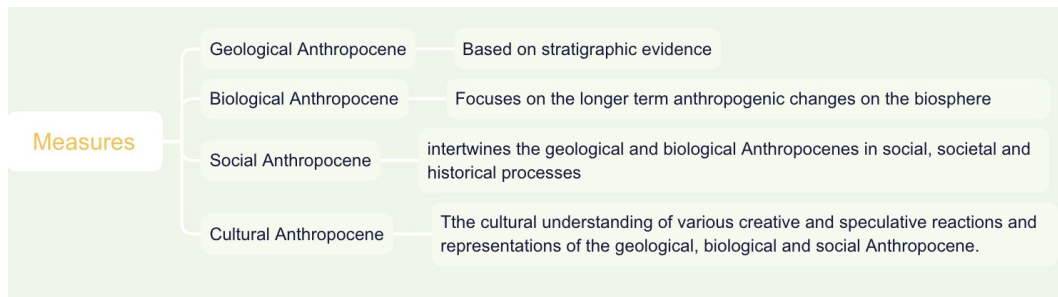 Measures
Geological Anthropocene
Based on stratigraphic evidence
Biological Anthropocene
Focuses on the longer term anthropogenic changes on the biosphere
Social Anthropocene
intertwines the geological and biological Anthropocenes in social, societal and
historical processes
Cultural Anthropocene
Tthe cultural understanding of various creative and speculative reactions and
representations of the geological, biological and social Anthropocene.